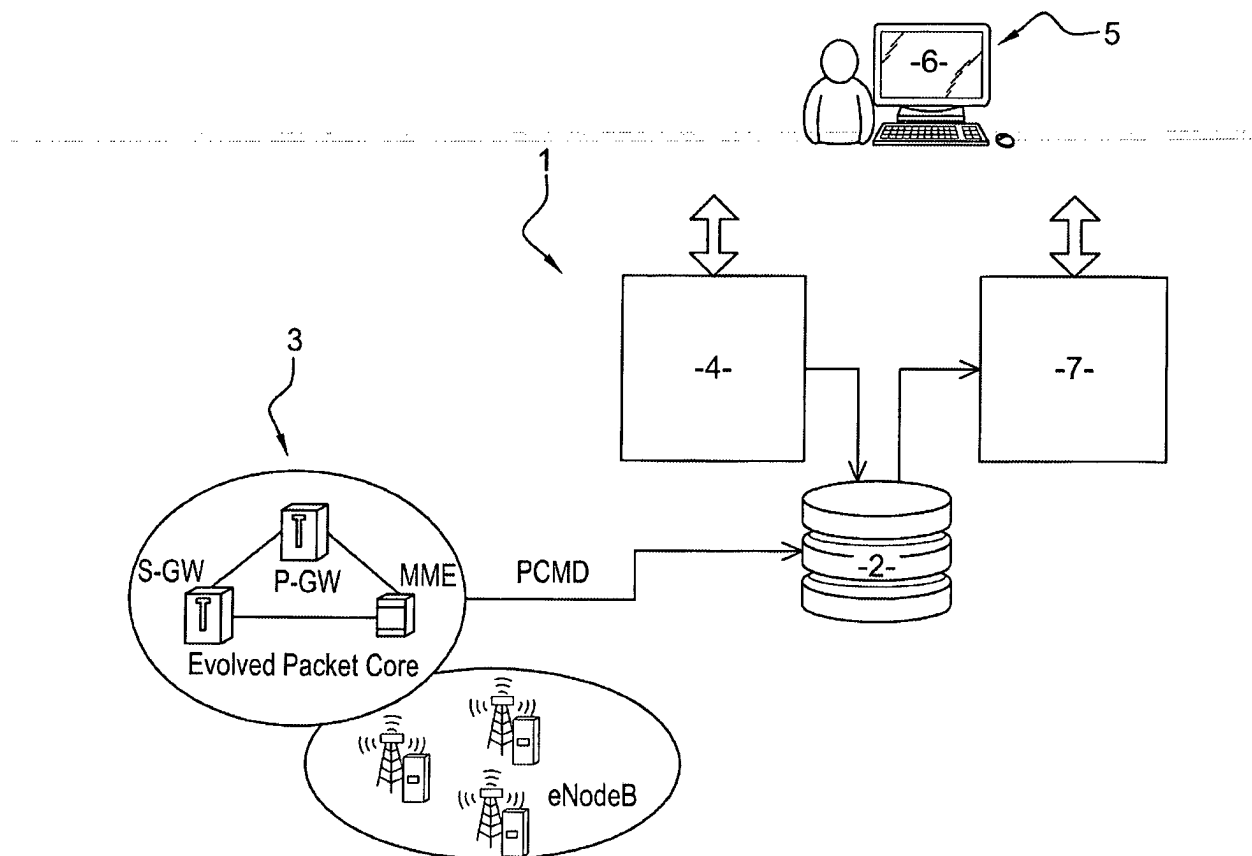 5
-6-
1
-4-
-7-
3
S-GW
P-GW
MME
PCMD
-2-
Evolved Packet Core
eNodeB